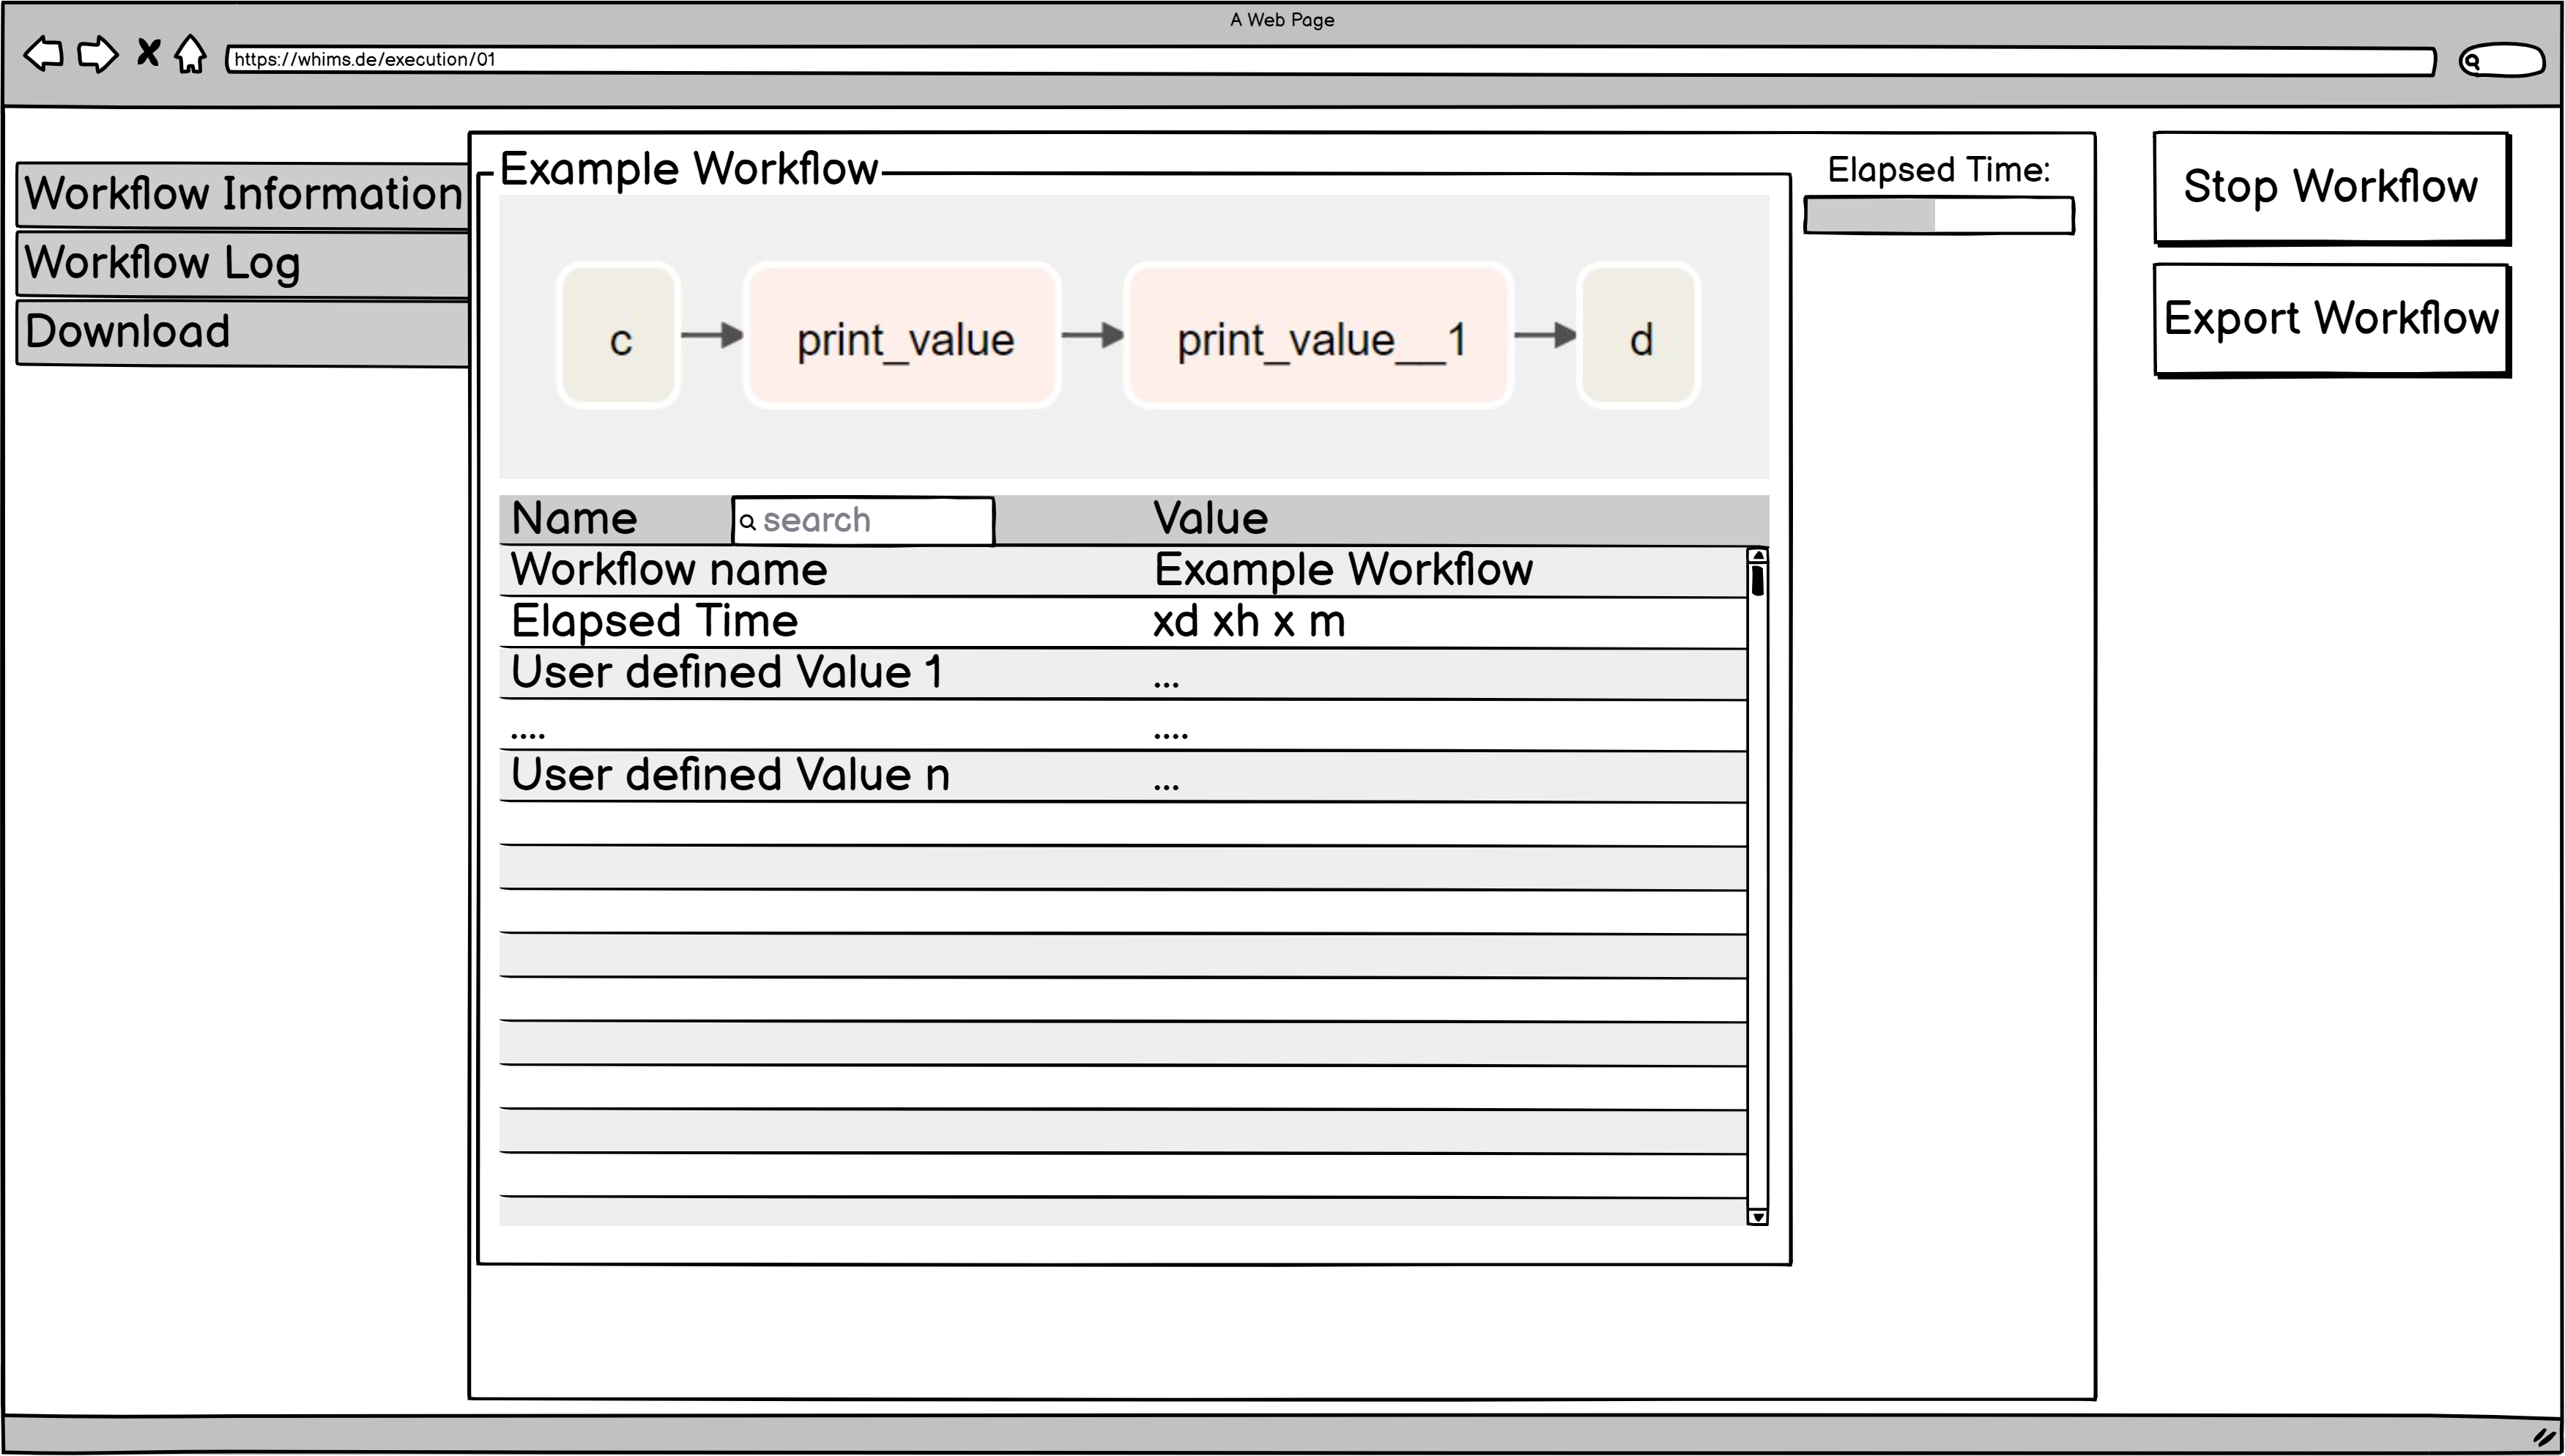 A Web Page
https://whims.de/execution/01
Workflow Information
Workflow Log
Download
Example Workflow
c
print_value
print_value__1
d
Name
search
Value
Workflow name
Example Workflow
Elapsed Time
xd xh x m
User defined Value 1
...
....
....
User defined Value n
...
Elapsed Time:
Stop Workflow
Export Workflow